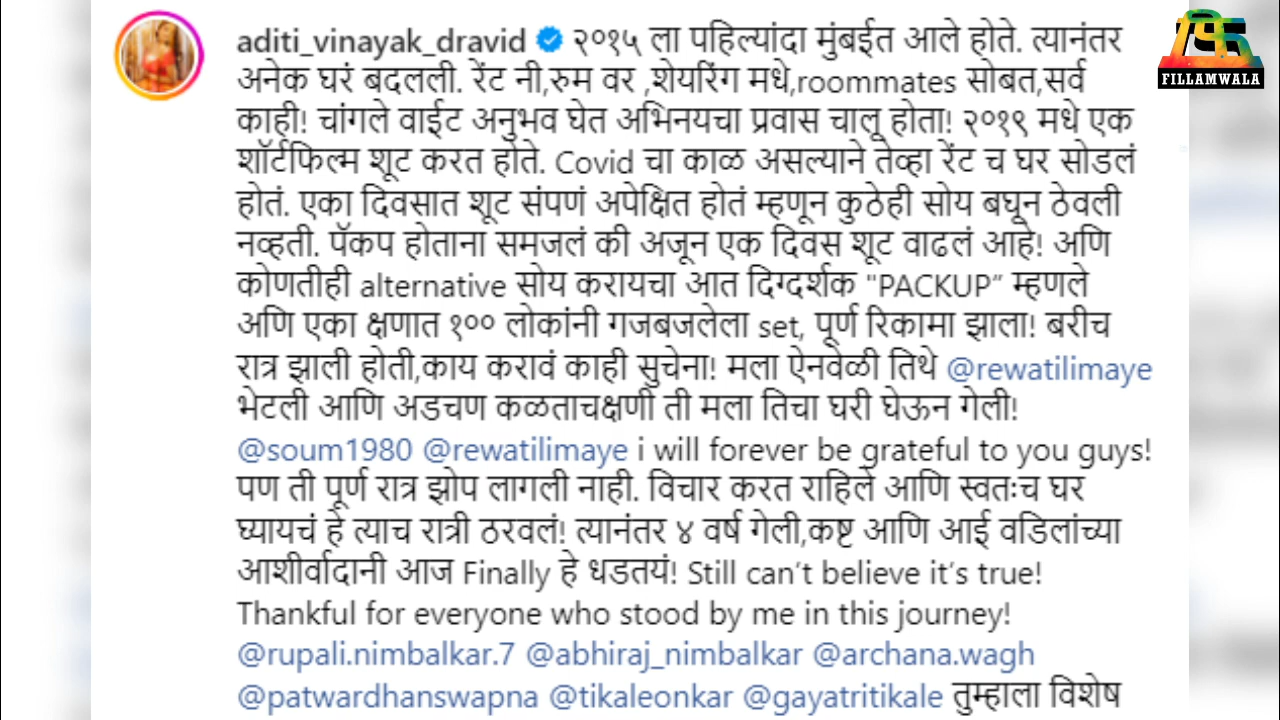 aditi_vinayak_dravid २०१५ ला पहिल्यांदा मुंबईत आले होते. त्यानंतर
अनेक घरं बदलली. रेंट नी,रुम वर ,शेयरिंग मधे,roommates सोबत,सर्व
काही! चांगले वाईट अनुभव घेत अभिनयचा प्रवास चालू होता! २०१९ मधे एक
शॉर्टफिल्म शूट करत होते. Covid चा काळ असल्याने तेव्हा रेंट च घर सोडलं
होतं. एका दिवसात शूट संपणं अपेक्षित होतं म्हणून कुठेही सोय बघून ठेवली
नव्हती. पॅकप होताना समजलं की अजून एक दिवस शूट वाढलं आहे! अणि
कोणतीही alternative सोय करायचा आत दिग्दर्शक "PACKUP” म्हणले
अणि एका क्षणात १०० लोकांनी गजबजलेला set, पूर्ण रिकामा झाला! बरीच
रात्र झाली होती,काय करावं काही सुचेना! मला ऐनवेळी तिथे @rewatilimaye
भेटली आणि अडचण कळताचक्षणी ती मला तिचा घरी घेऊन गेली!
@soum1980 @rewatilimaye i will forever be grateful to you guys!
पण ती पूर्ण रात्र झोप लागली नाही. विचार करत राहिले आणि स्वतःच घर
घ्यायचं हे त्याच रात्री ठरवलं! त्यानंतर ४ वर्ष गेली,कष्ट आणि आई वडिलांच्या
आशीर्वादानी आज Finally हे धडतयं! Still can’t believe it’s true!
Thankful for everyone who stood by me in this journey!
@rupali.nimbalkar.7 @abhiraj_nimbalkar @archana.wagh
@patwardhanswapna @tikaleonkar @gayatritikale तुम्हाला विशेष
FILLAMWALA